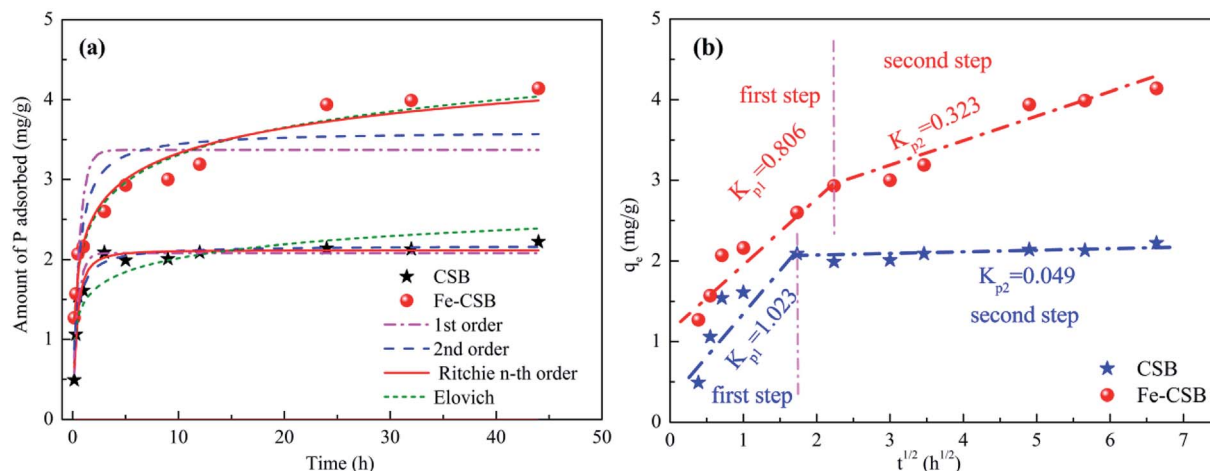 (a)
Amount of P adsorbed (mg/g)
5
4
3
2
1
0
CSB
Fe-CSB
1st order
2nd order
Ritchie n-th order
Elovich
0 10 20 30 40 50
Time (h)
(b)
q_e (mg/g)
5
4
3
2
1
0
second step
first step
K_p1=0.806
K_p2=0.323
K_p1=1.023
K_p2=0.049
second step
first step
CSB
Fe-CSB
0 1 2 3 4 5 6 7
t^1/2 (h^1/2)